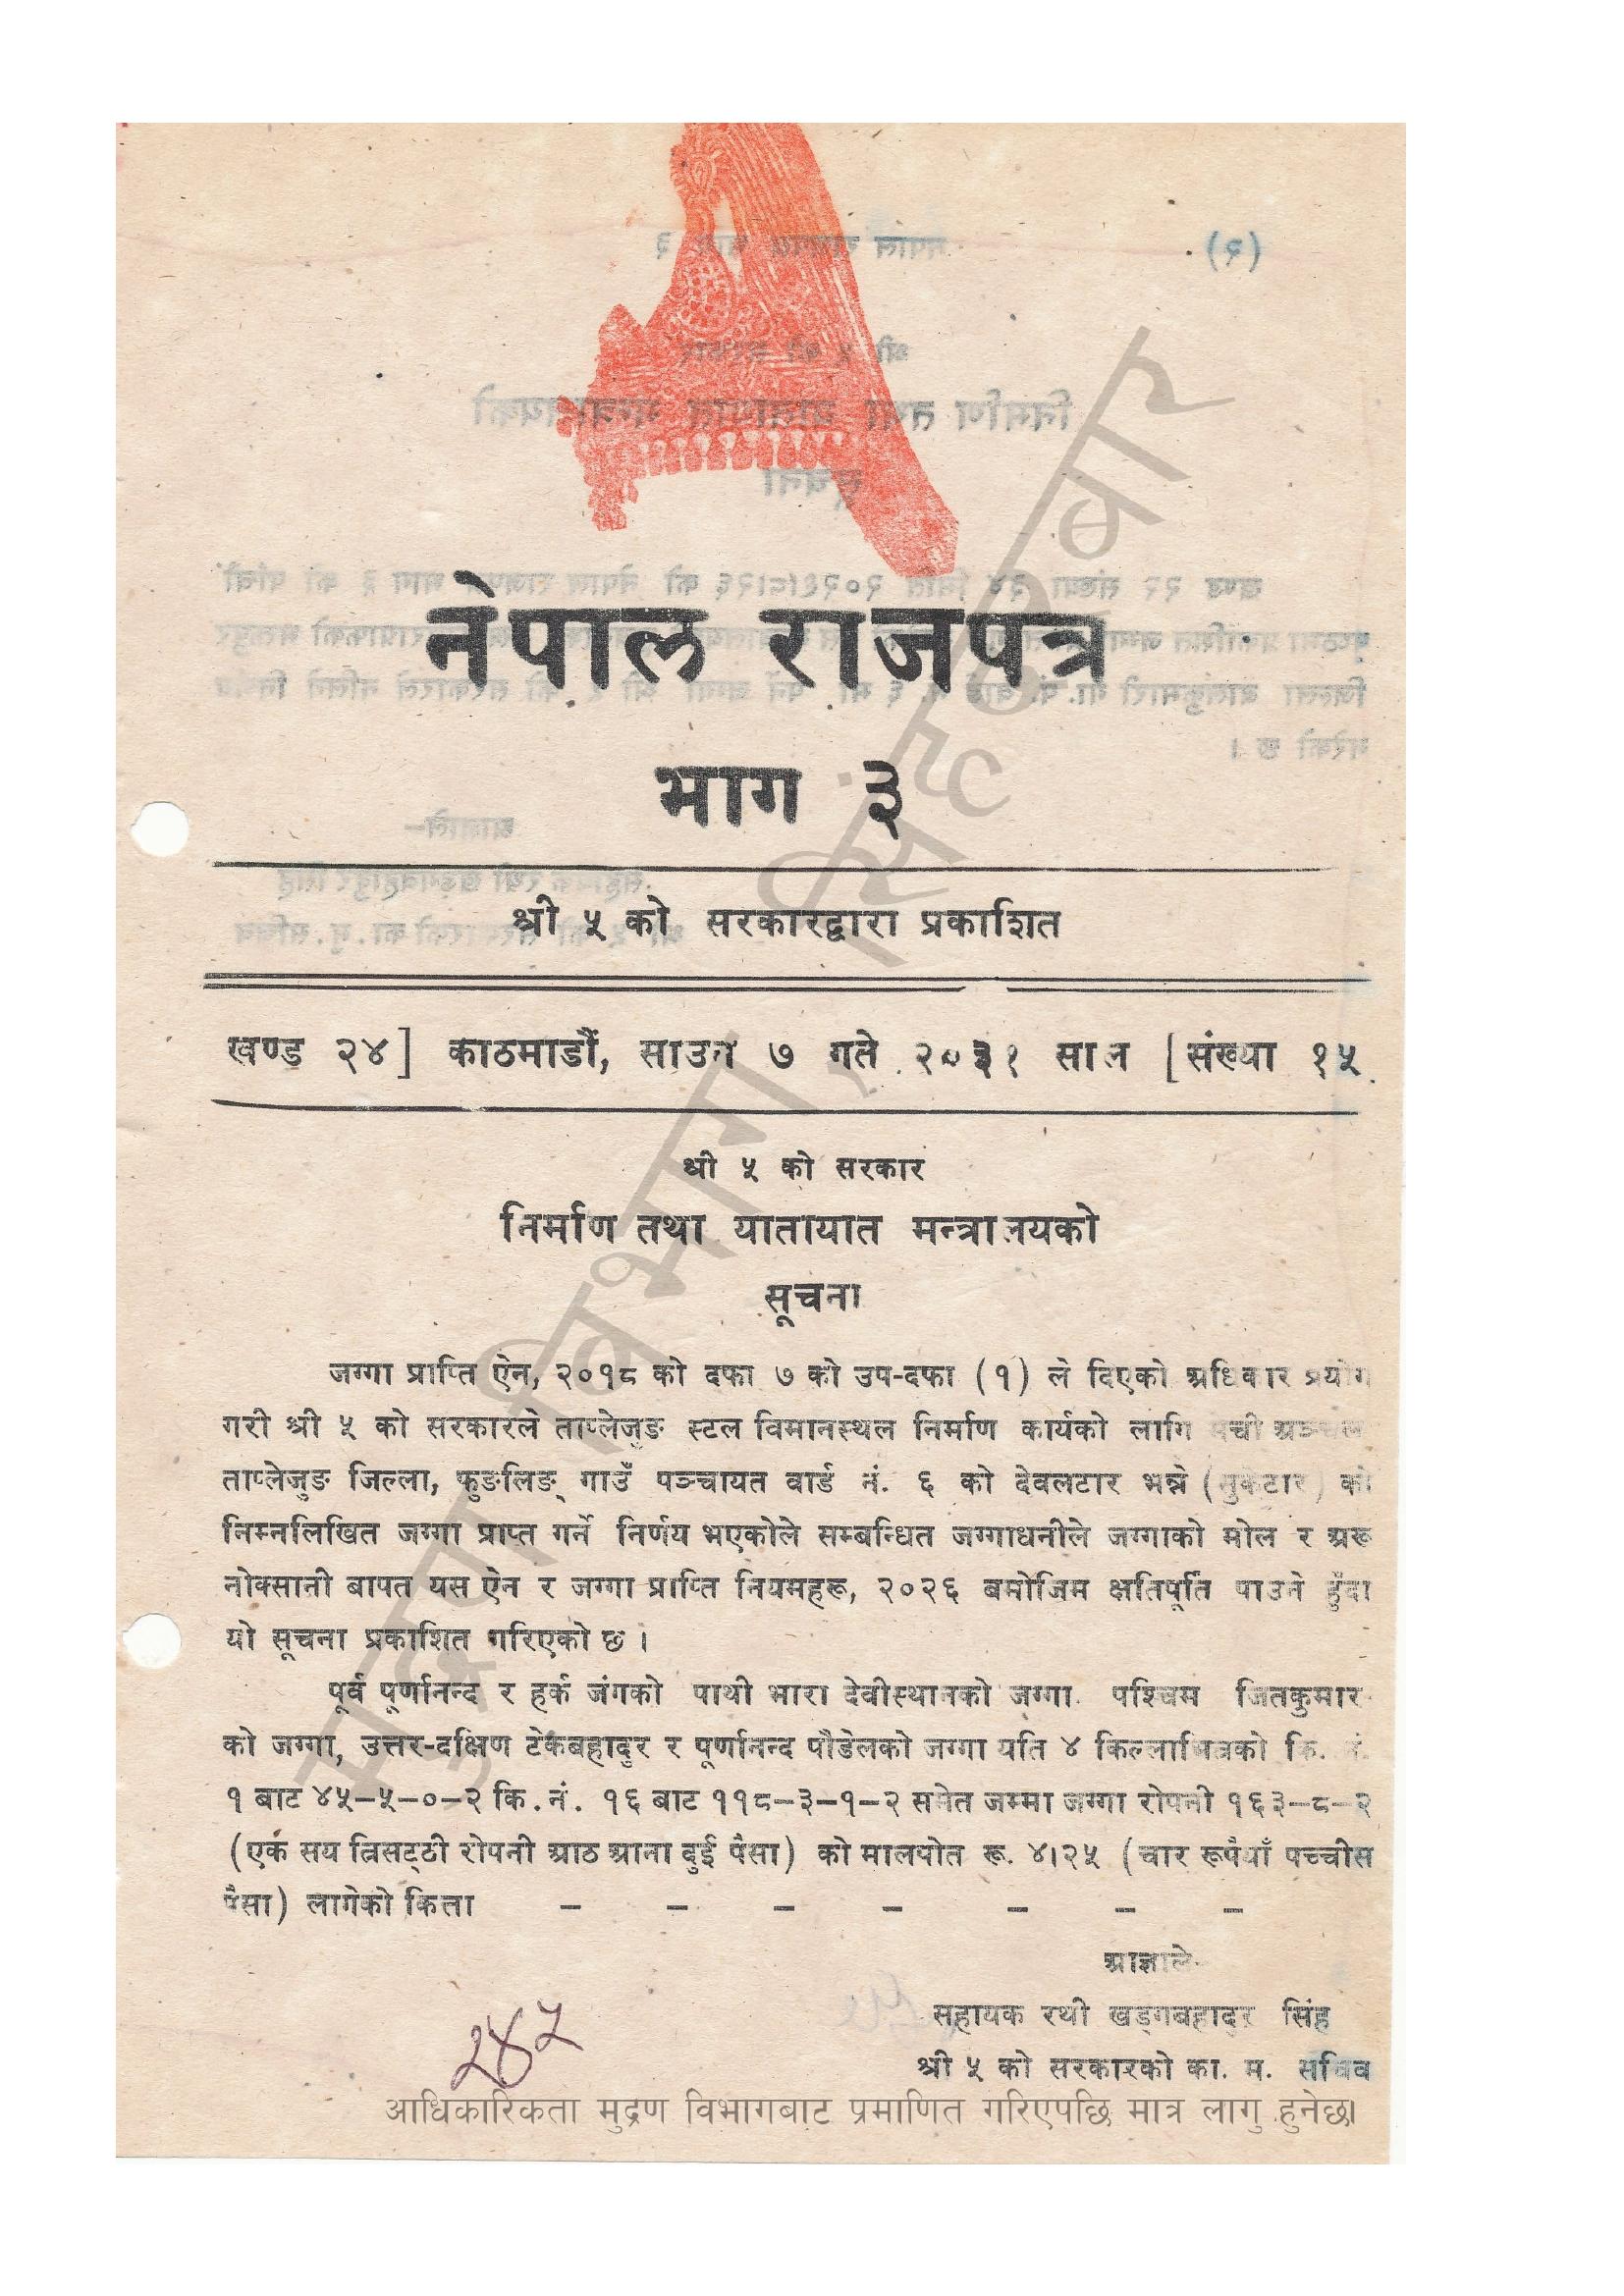 नेपाल राजपत्र
भाग ३
श्री ५ को सरकारद्वारा प्रकाशित
खण्ड २४] काठमाडौं, साउन ७ गते २०३१ साल [संख्या १५
श्री ५ को सरकार
निर्माण तथा यातायात मन्त्रालयको
सूचना
जग्गा प्राप्ति ऐन, २०१८ को दफा ७ को उप-दफा (१) ले दिएको अधिकार प्रयोग
गरी श्री ५ को सरकारले ताप्लेजुङ स्टल विमानस्थल निर्माण कार्यको लागि मेची अञ्चल
ताप्लेजुङ जिल्ला, फुङलिङ् गाउँ पञ्चायत वार्ड नं. ६ को देवलटार भन्ने को
निम्नलिखित जग्गा प्राप्त गर्ने निर्णय भएकोले सम्बन्धित जग्गाधनीले जग्गाको मोल र अरू
नोक्सानी बापत यस ऐन र जग्गा प्राप्ति नियमहरू, २०२६ बमोजिम क्षतिपूर्ति पाउने हुँदा
यो सूचना प्रकाशित गरिएको छ ।
पूर्व पूर्णानन्द र हर्क जंगको पाथी भारा देवीस्थानको जग्गा पश्चिम जितकुमार
को जग्गा, उत्तर-दक्षिण टेकबहादुर र पूर्णानन्द पौडेलको जग्गा यति ४ किल्लाभित्रको कि. नं.
१ बाट ४५–५–०–२ कि. नं. १६ बाट ११८–३–१–२ समेत जम्मा जग्गा रोपनी १६३–८–२
(एक सय त्रिसट्ठी रोपनी आठ आना दुई पैसा) को मालपोत रू. ४।२५ (चार रूपैयाँ पच्चीस
पैसा) लागेको कित्ता – – – – – – –
आज्ञाले–
सहायक रथी खड्गबहादुर सिंह
श्री ५ को सरकारको का. मु. सचिव
२४२
आधिकारिकता मुद्रण विभागबाट प्रमाणित गरिएपछि मात्र लागु हुनेछ।
मुद्रण विभाग, सिंहदरबार